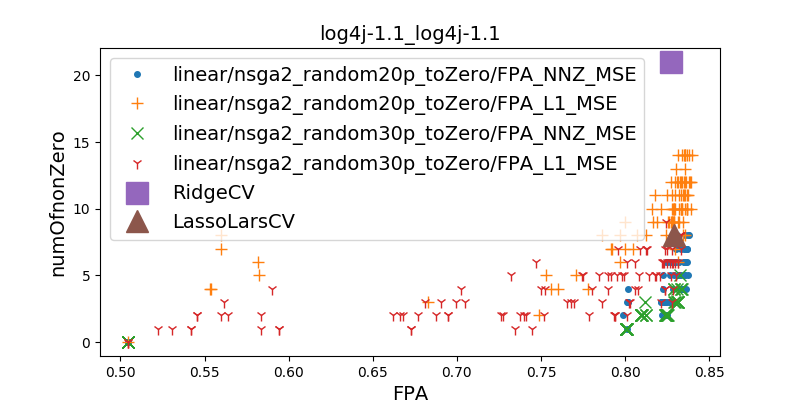 log4j-1.1_log4j-1.1
linear/nsga2_random20p_toZero/FPA_NNZ_MSE
linear/nsga2_random20p_toZero/FPA_L1_MSE
linear/nsga2_random30p_toZero/FPA_NNZ_MSE
linear/nsga2_random30p_toZero/FPA_L1_MSE
RidgeCV
LassoLarsCV
numOfnonZero
20
15
10
5
0
0.50 0.55 0.60 0.65 0.70 0.75 0.80 0.85
FPA